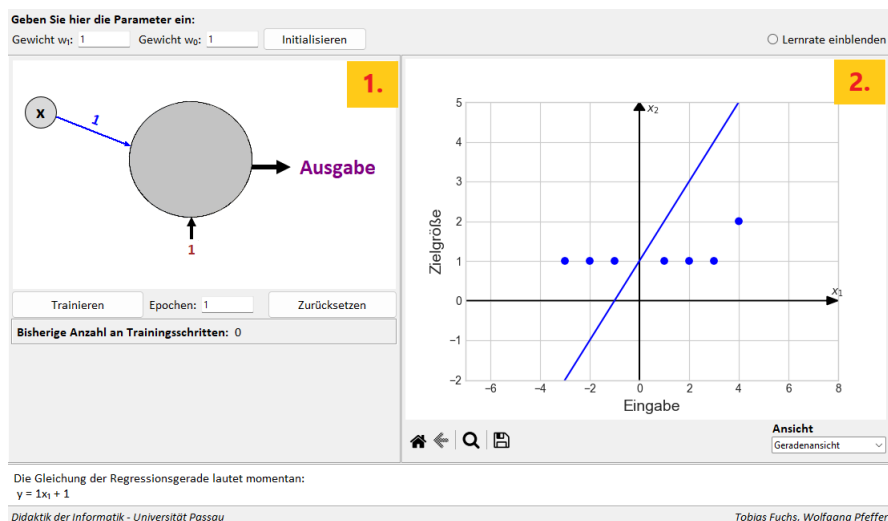 Geben Sie hier die Parameter ein:
Gewicht w₁: 1 Gewicht w₀: 1 Initialisieren
Lernrate einblenden
1.
x
1
Ausgabe
1
Trainieren Epochen: 1 Zurücksetzen
Bisherige Anzahl an Trainingsschritten: 0
2.
x₂
5
4
3
2
1
0
−1
−2
Zielgröße
x₁
−6 −4 −2 0 2 4 6 8
Eingabe
Ansicht
Geradenansicht
Die Gleichung der Regressionsgerade lautet momentan:
y = 1x₁ + 1
Didaktik der Informatik - Universität Passau
Tobias Fuchs, Wolfgang Pfeffer